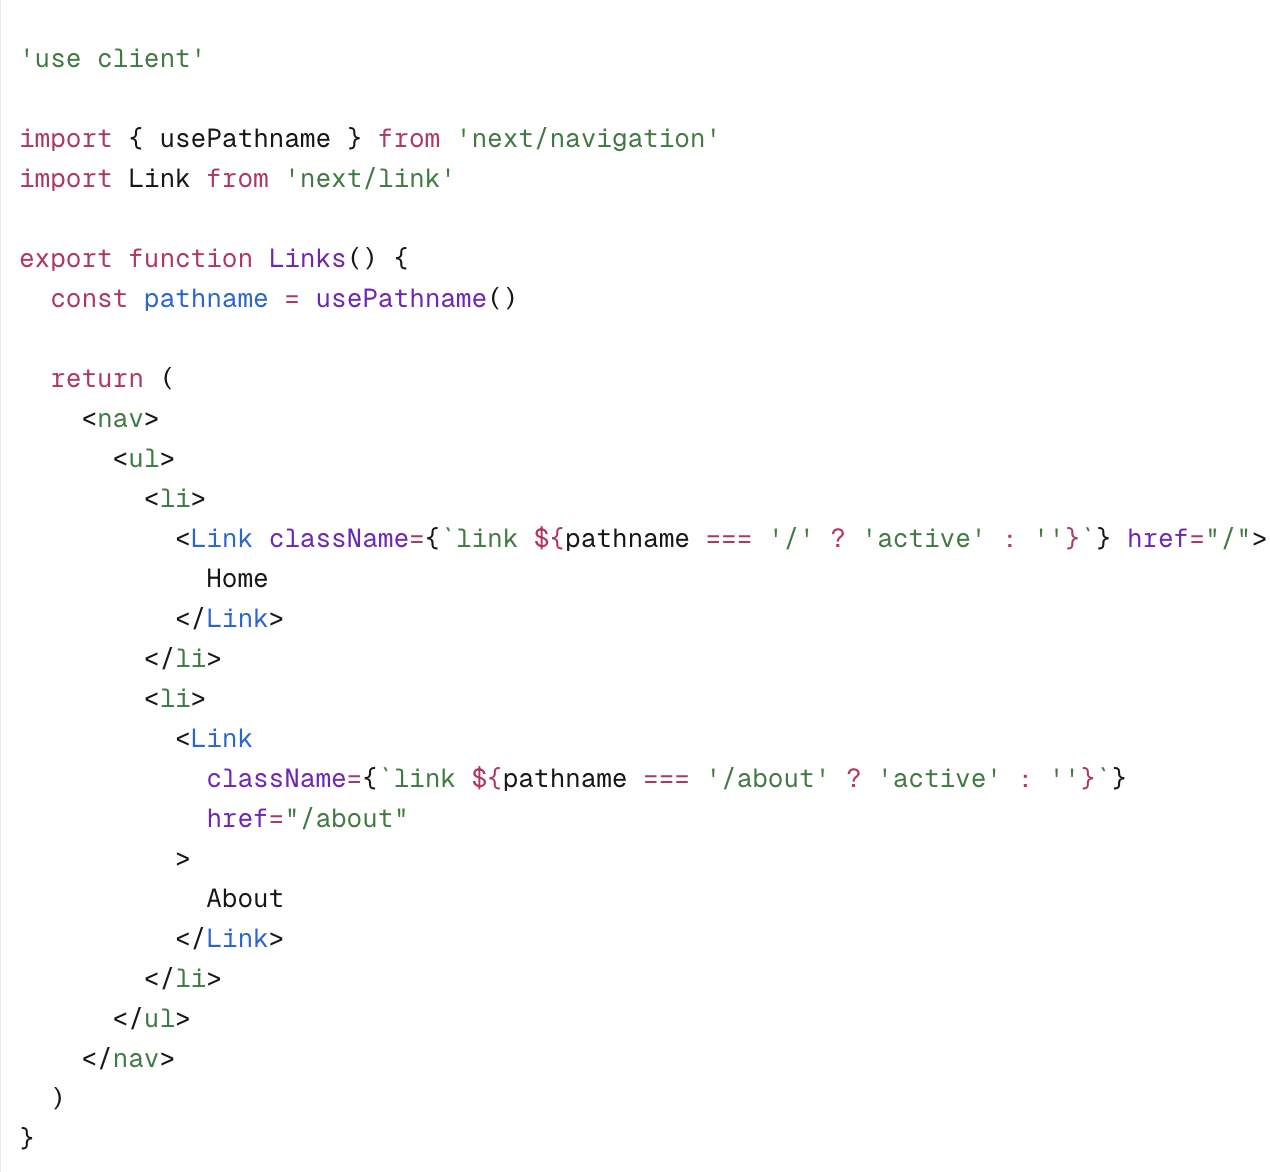 'use client'

import { usePathname } from 'next/navigation'
import Link from 'next/link'

export function Links() {
  const pathname = usePathname()

  return (
    <nav>
      <ul>
        <li>
          <Link className={`link ${pathname === '/' ? 'active' : ''}`} href="/">
            Home
          </Link>
        </li>
        <li>
          <Link
            className={`link ${pathname === '/about' ? 'active' : ''}`}
            href="/about"
          >
            About
          </Link>
        </li>
      </ul>
    </nav>
  )
}